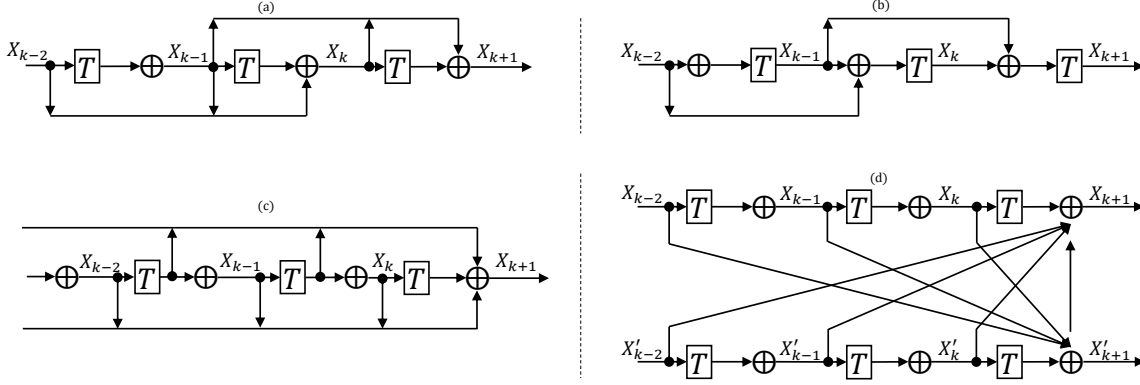 (a)
X_{k-2} T X_{k-1} T X_k T X_{k+1}
(b)
X_{k-2} T X_{k-1} T X_k T X_{k+1}
(c)
X_{k-2} T X_{k-1} T X_k T X_{k+1}
(d)
X_{k-2} T X_{k-1} T X_k T X_{k+1}
X'_{k-2} T X'_{k-1} T X'_k T X'_{k+1}